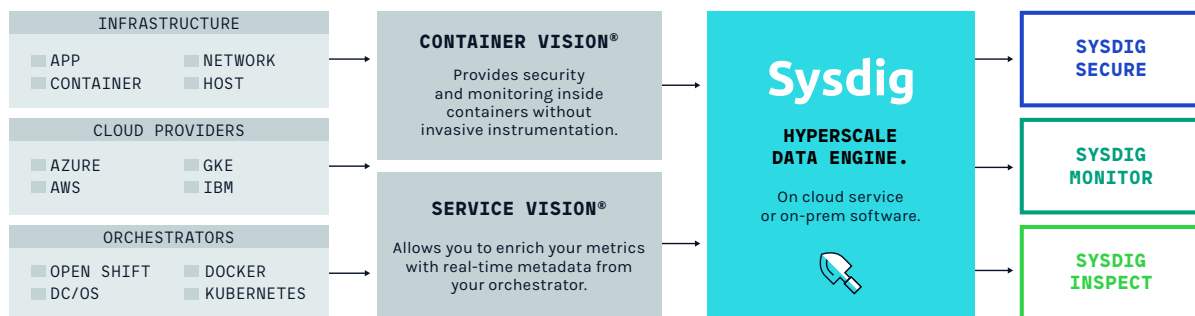 INFRASTRUCTURE
APP
NETWORK
CONTAINER
HOST
CLOUD PROVIDERS
AZURE
GKE
AWS
IBM
ORCHESTRATORS
OPEN SHIFT
DOCKER
DC/OS
KUBERNETES
CONTAINER VISION®
Provides security
and monitoring inside
containers without
invasive instrumentation.
SERVICE VISION®
Allows you to enrich your metrics
with real-time metadata from
your orchestrator.
Sysdig
HYPERSCALE
DATA ENGINE.
On cloud service
or on-prem software.
SYSDIG
SECURE
SYSDIG
MONITOR
SYSDIG
INSPECT